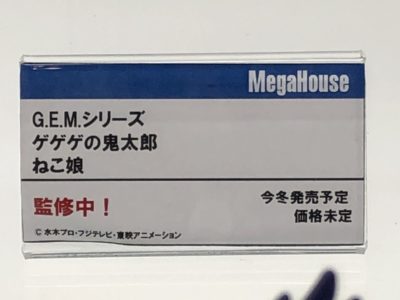 MegaHouse
G.E.M.シリーズ
ゲゲゲの鬼太郎
ねこ娘
監修中！
今冬発売予定
価格未定
© 水木プロ・フジテレビ・東映アニメーション